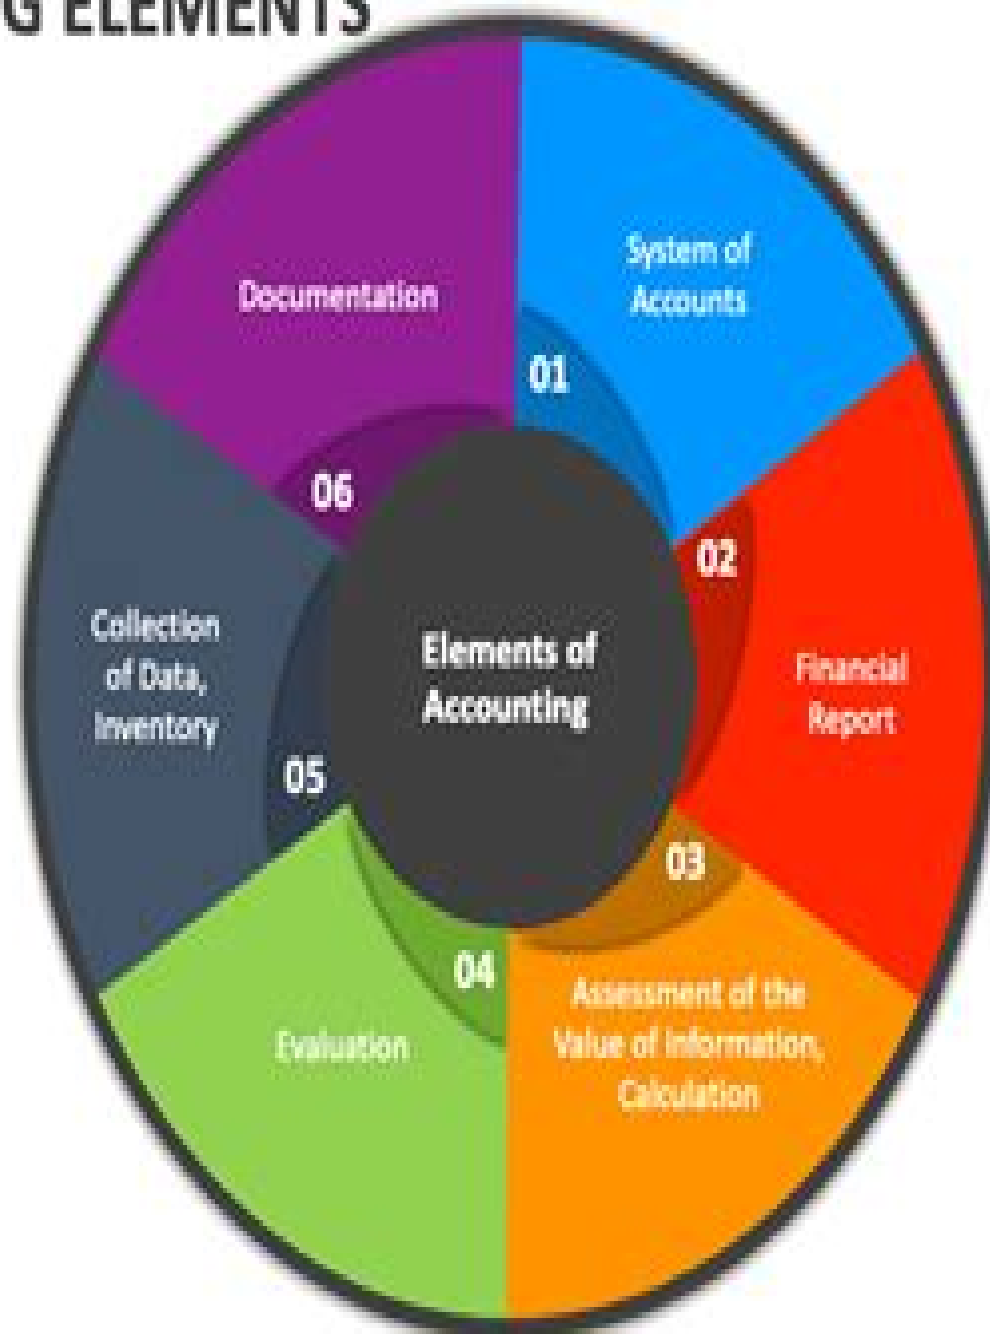 G ELEMENTS
System of
Accounts
01
02
Financial
Report
03
Assessment of the
Value of Information,
Calculation
04
Evaluation
05
Collection
of Data,
Inventory
06
Documentation
Elements of
Accounting